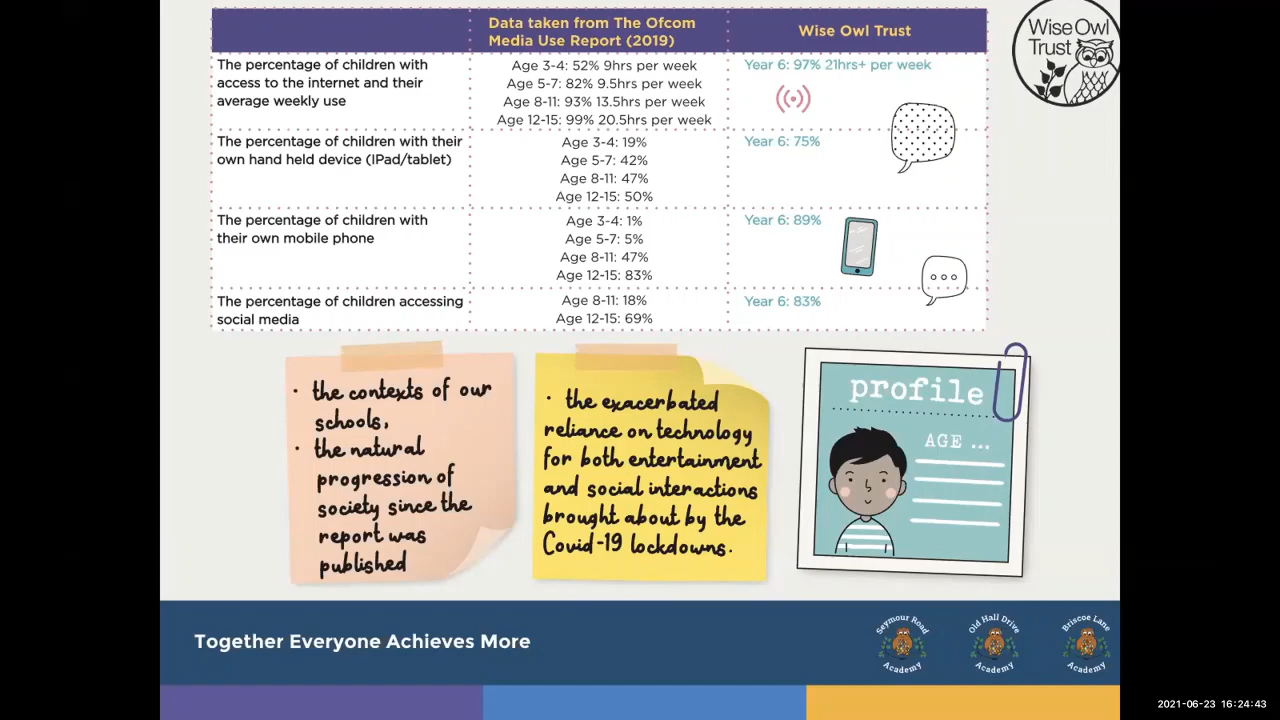 Data taken from The Ofcom
Media Use Report (2019)
Wise Owl Trust
Wise Owl
Trust
The percentage of children with
access to the internet and their
average weekly use
Age 3-4: 52% 9hrs per week
Age 5-7: 82% 9.5hrs per week
Age 8-11: 93% 13.5hrs per week
Age 12-15: 99% 20.5hrs per week
Year 6: 97% 21hrs+ per week
The percentage of children with their
own hand held device (IPad/tablet)
Age 3-4: 19%
Age 5-7: 42%
Age 8-11: 47%
Age 12-15: 50%
Year 6: 75%
The percentage of children with
their own mobile phone
Age 3-4: 1%
Age 5-7: 5%
Age 8-11: 47%
Age 12-15: 83%
Year 6: 89%
The percentage of children accessing
social media
Age 8-11: 18%
Age 12-15: 69%
Year 6: 83%
· the contexts of our
schools,
· the natural
progression of
society since the
report was
published
· the exacerbated
reliance on technology
for both entertainment
and social interactions
brought about by the
Covid-19 lockdowns.
profile
AGE ...
Together Everyone Achieves More
Seymour Road
Academy
Old Hall Drive
Academy
Briscoe Lane
Academy
2021-06-23 16:24:43